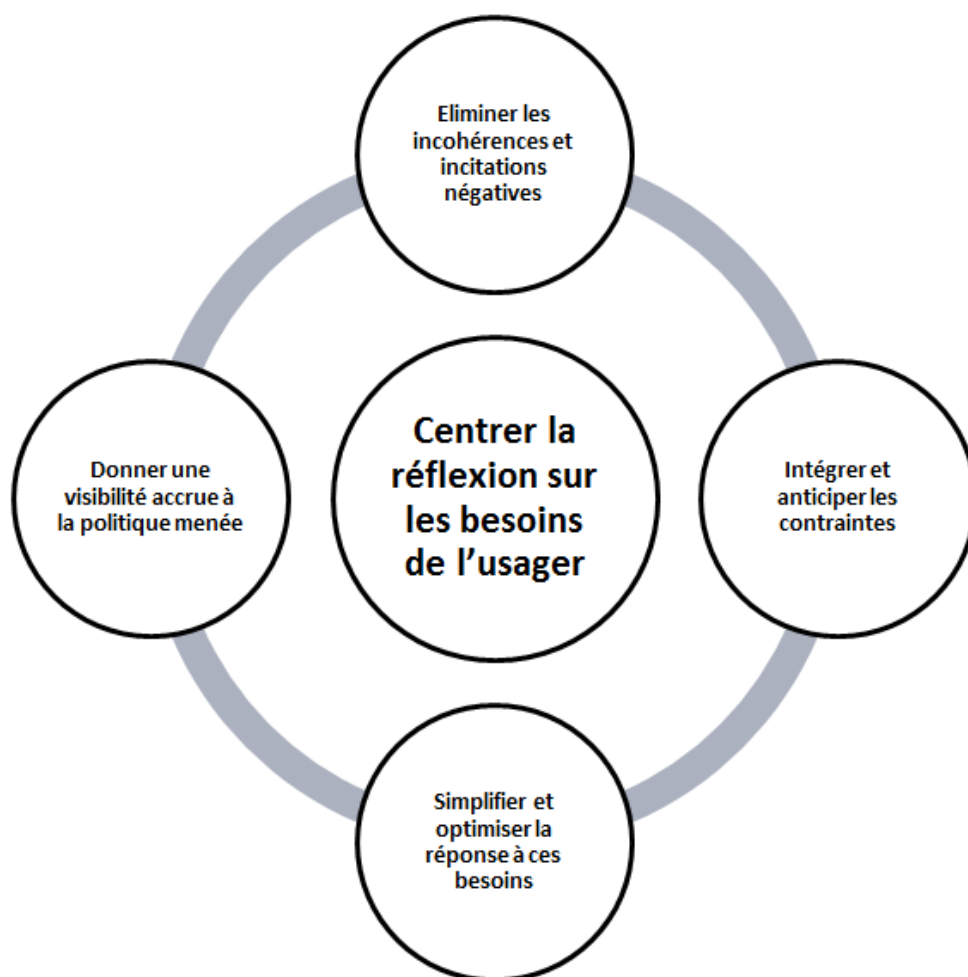 Eliminer les
incohérences et
incitations
négatives
Donner une
visibilité accrue à
la politique menée
Centrer la
réflexion sur
les besoins
de l’usager
Intégrer et
anticiper les
contraintes
Simplifier et
optimiser la
réponse à ces
besoins